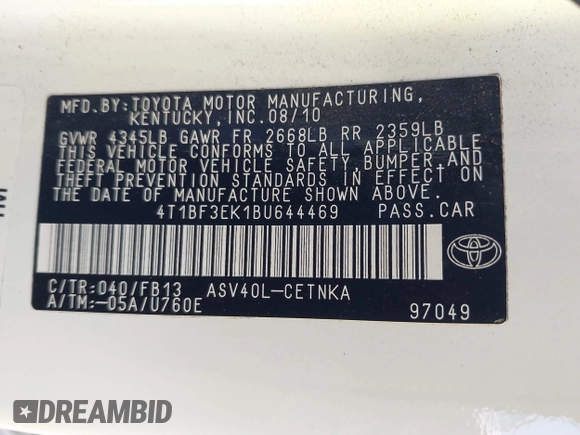 MFD.BY:TOYOTA MOTOR MANUFACTURING,
KENTUCKY, INC.08/10
GVWR 4345LB GAWR FR 2668LB RR 2359LB
THIS VEHICLE CONFORMS TO ALL APPLICABLE
FEDERAL MOTOR VEHICLE SAFETY, BUMPER, AND
THEFT PREVENTION STANDARDS IN EFFECT ON
THE DATE OF MANUFACTURE SHOWN ABOVE.
4T1BF3EK1BU644469 PASS.CAR
C/TR:040/FB13 ASV40L-CETNKA
A/TM:-05A/U760E 97049
TOYOTA
DREAMBID